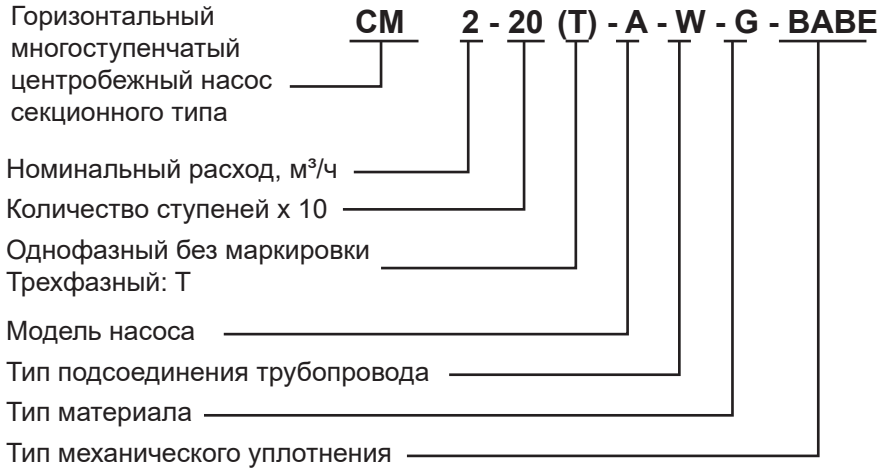 Горизонтальный
многоступенчатый
центробежный насос
секционного типа
СМ 2 - 20 (Т) - А - W - G - BABE
Номинальный расход, м³/ч
Количество ступеней х 10
Однофазный без маркировки
Трехфазный: Т
Модель насоса
Тип подсоединения трубопровода
Тип материала
Тип механического уплотнения